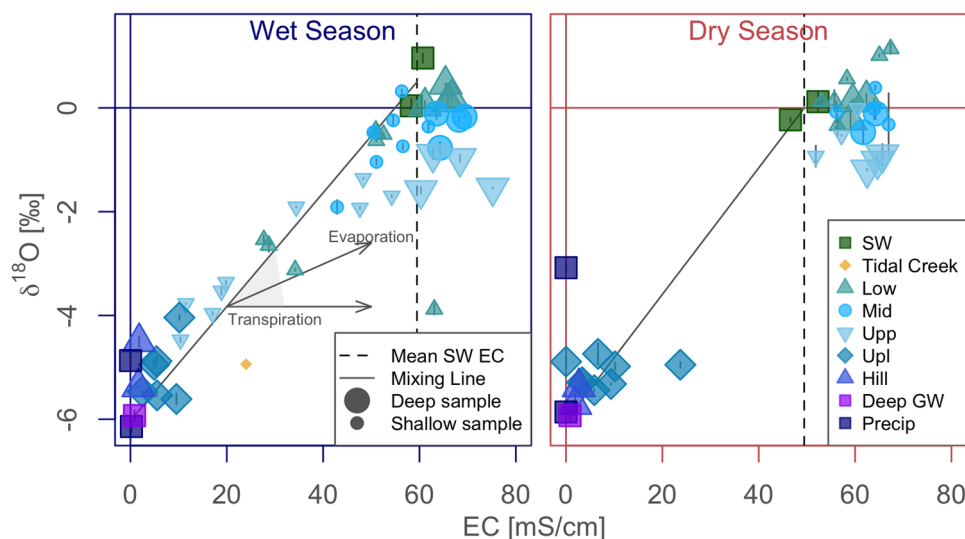 Wet Season
Dry Season
δ¹⁸O [‰]
0
-2
-4
-6
Evaporation
Transpiration
Mean SW EC
Mixing Line
Deep sample
Shallow sample
SW
Tidal Creek
Low
Mid
Upp
Upl
Hill
Deep GW
Precip
0 20 40 60 80
0 20 40 60 80
EC [mS/cm]